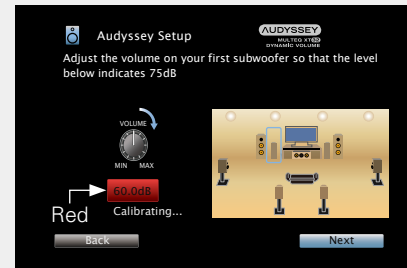 Audyssey Setup
AUDYSSEY
MULTEQ XT32
DYNAMIC VOLUME
Adjust the volume on your first subwoofer so that the level
below indicates 75dB
VOLUME
MIN MAX
60.0dB
Red
Calibrating...
Back
Next